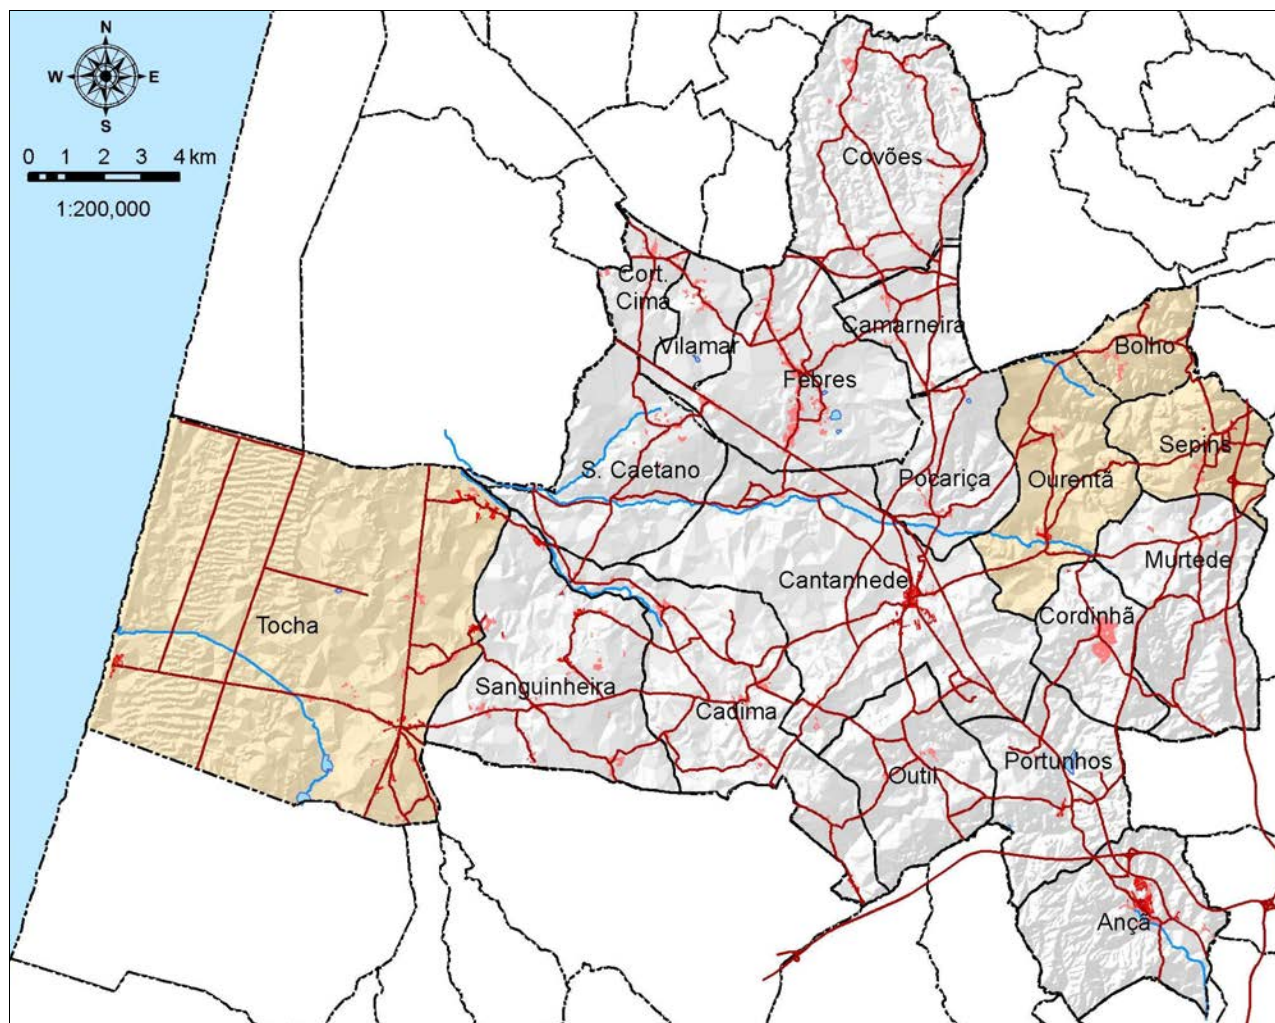 N
W E
S
0 1 2 3 4 km
1:200,000
Covões
Cort.
Cima
Vilamar
Camarneira
Febres
Bolho
Sepins
S. Caetano
Pocariça
Ourentã
Murtede
Cantanhede
Cordinhã
Tocha
Sanguinheira
Cadima
Outil
Portunhos
Ançã